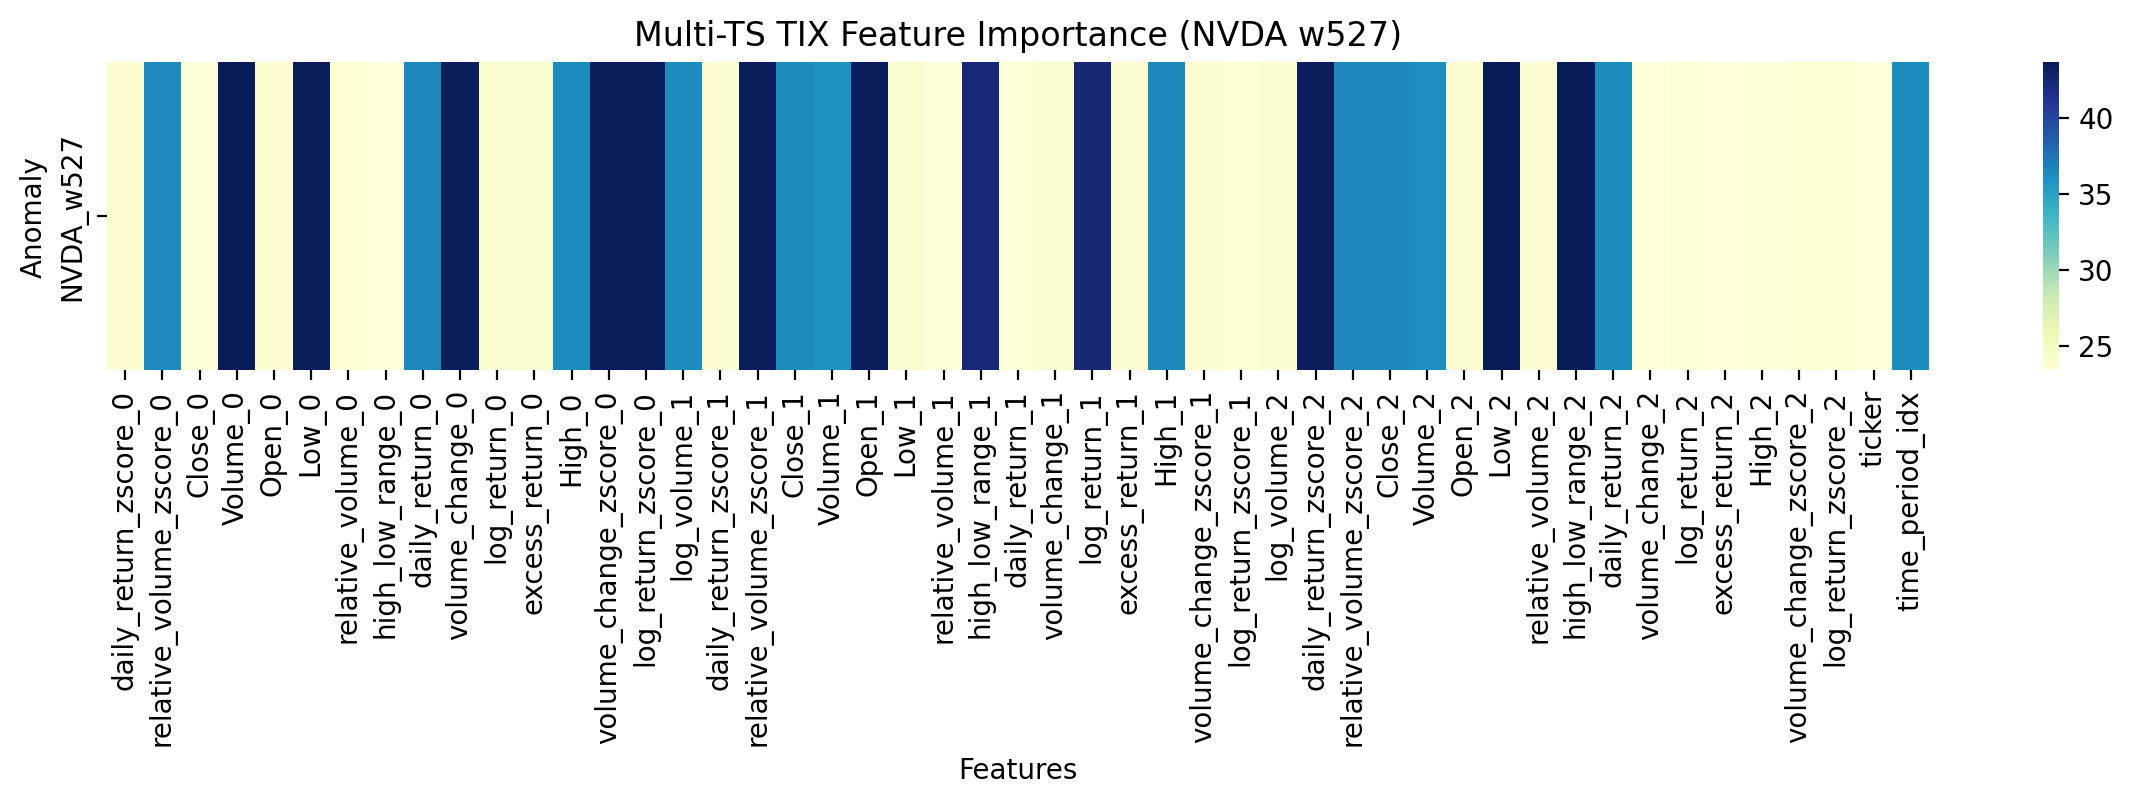 Multi-TS TIX Feature Importance (NVDA w527)
Anomaly
NVDA_w527
40
35
30
25
daily_return_zscore_0
relative_volume_zscore_0
Close_0
Volume_0
Open_0
Low_0
relative_volume_0
high_low_range_0
daily_return_0
volume_change_0
log_return_0
excess_return_0
High_0
volume_change_zscore_0
log_return_zscore_0
log_volume_1
daily_return_zscore_1
relative_volume_zscore_1
Close_1
Volume_1
Open_1
Low_1
relative_volume_1
high_low_range_1
daily_return_1
volume_change_1
log_return_1
excess_return_1
High_1
volume_change_zscore_1
log_return_zscore_1
log_volume_2
daily_return_zscore_2
relative_volume_zscore_2
Close_2
Volume_2
Open_2
Low_2
relative_volume_2
high_low_range_2
daily_return_2
volume_change_2
log_return_2
excess_return_2
High_2
volume_change_zscore_2
log_return_zscore_2
ticker
time_period_idx
Features